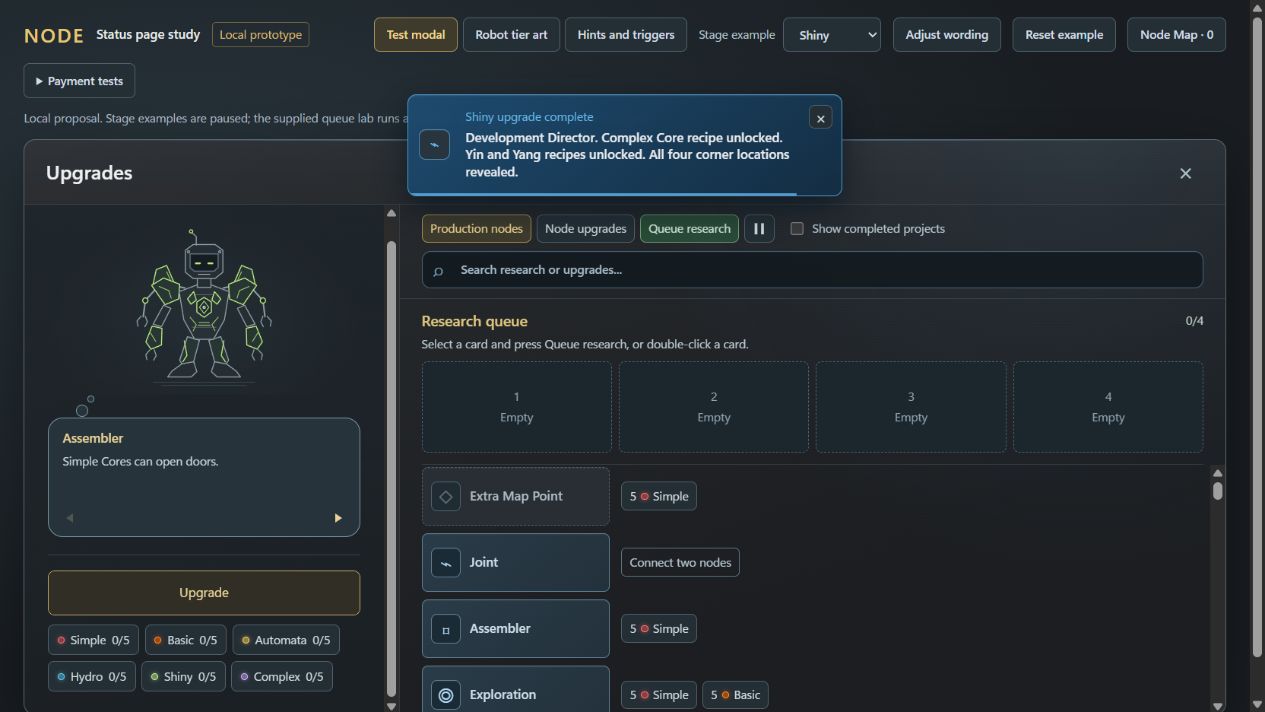 NODE Status page study Local prototype Test modal Robot tier art Hints and triggers Stage example Shiny Adjust wording Reset example Node Map · 0
Payment tests
Local proposal. Stage examples are paused; the supplied queue lab runs
Shiny upgrade complete
Development Director. Complex Core recipe unlocked.
Yin and Yang recipes unlocked. All four corner locations
revealed.
Upgrades
Production nodes Node upgrades Queue research Show completed projects
Search research or upgrades...
Research queue 0/4
Select a card and press Queue research, or double-click a card.
1 2 3 4
Empty Empty Empty Empty
Assembler
Simple Cores can open doors.
Upgrade
Simple 0/5 Basic 0/5 Automata 0/5
Hydro 0/5 Shiny 0/5 Complex 0/5
Extra Map Point 5 Simple
Joint Connect two nodes
Assembler 5 Simple
Exploration 5 Simple 5 Basic